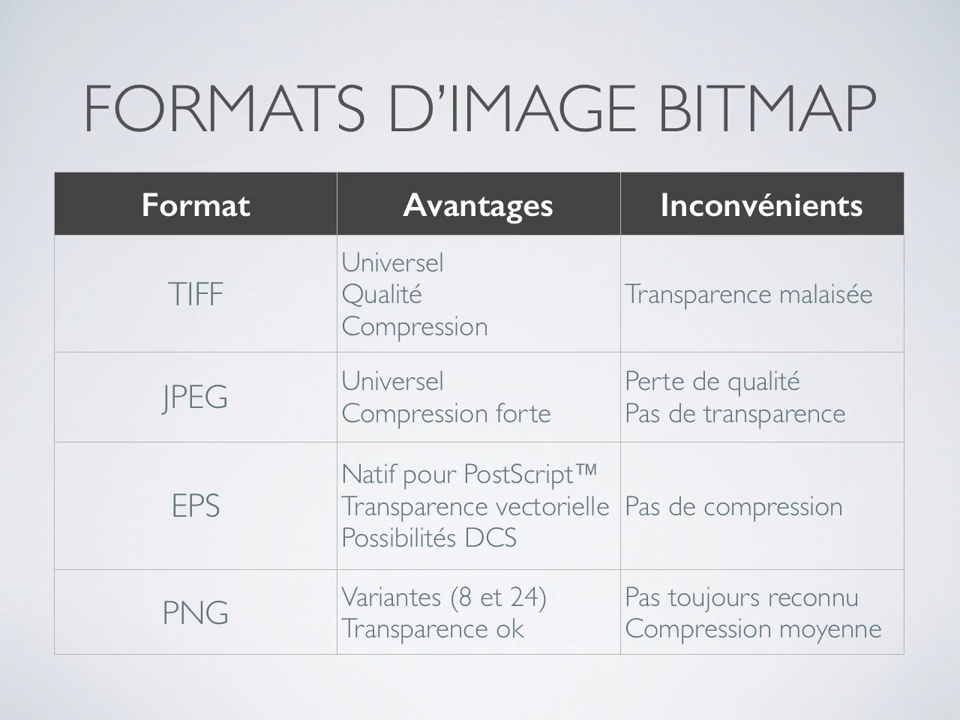 FORMATS D’IMAGE BITMAP
Format Avantages Inconvénients
TIFF
Universel
Qualité
Compression
Transparence malaisée
JPEG
Universel
Compression forte
Perte de qualité
Pas de transparence
EPS
Natif pour PostScript™
Transparence vectorielle
Possibilités DCS
Pas de compression
PNG
Variantes (8 et 24)
Transparence ok
Pas toujours reconnu
Compression moyenne